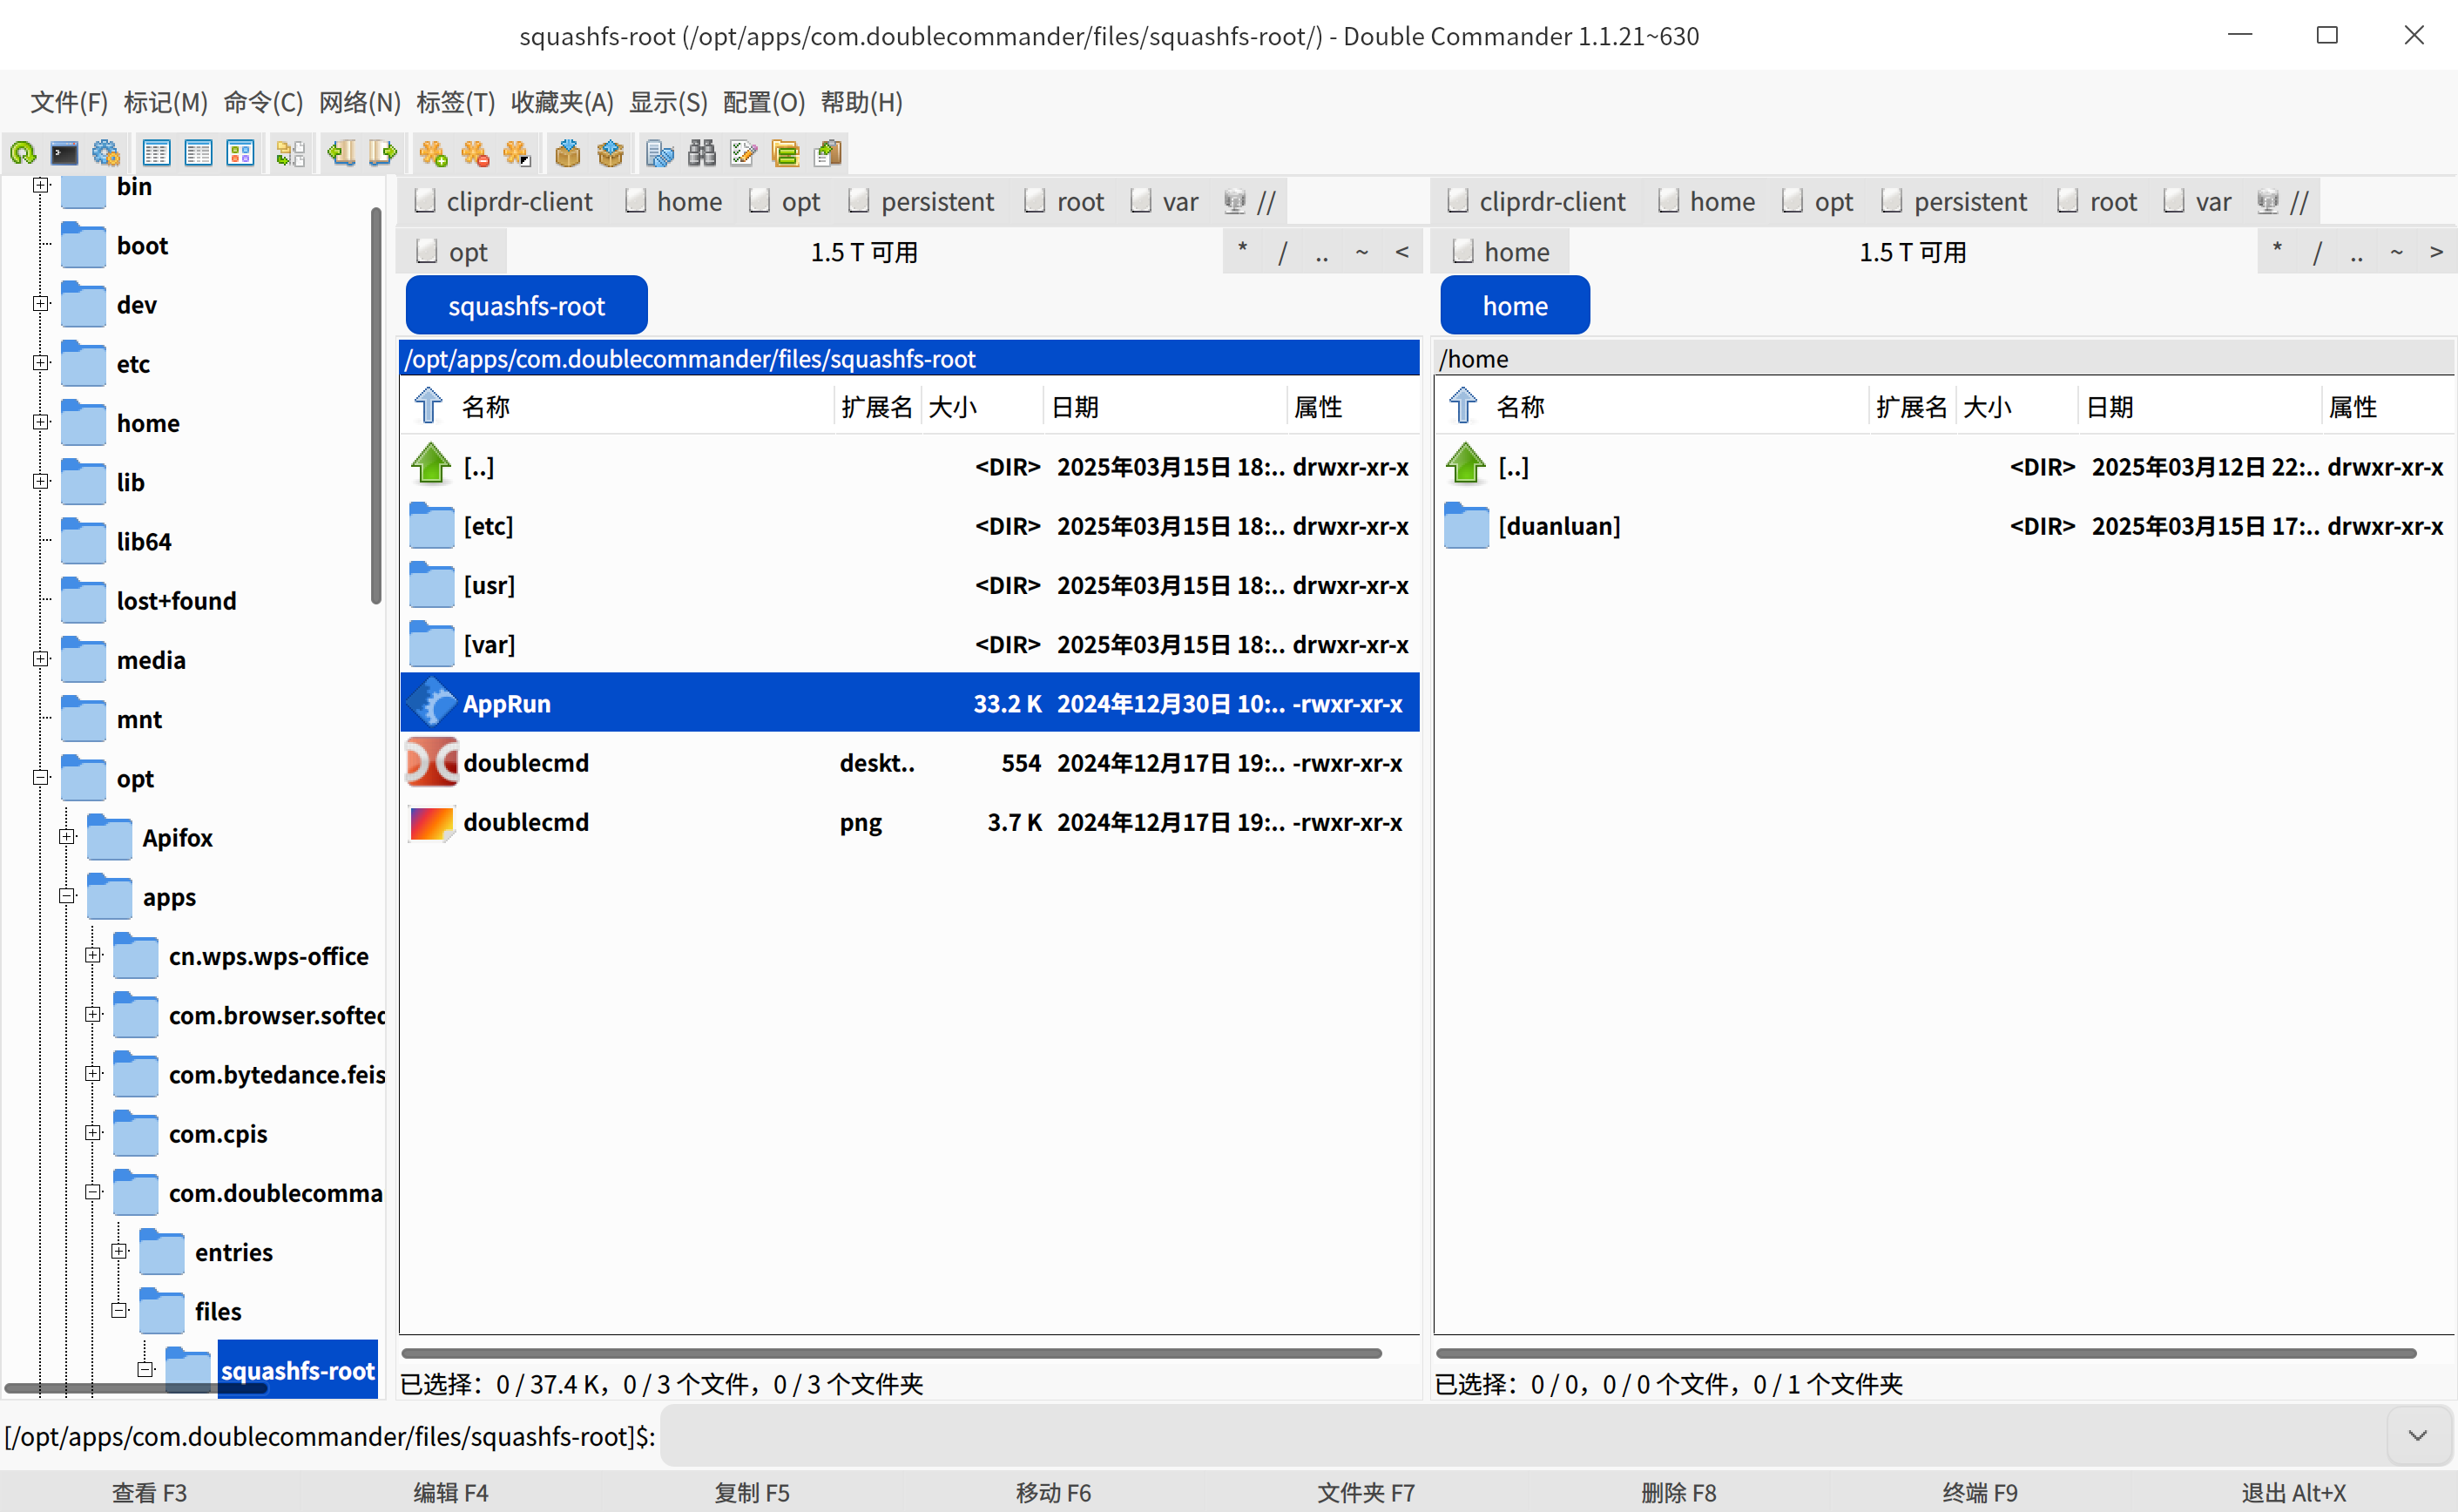 squashfs-root (/opt/apps/com.doublecommander/files/squashfs-root/) - Double Commander 1.1.21~630
文件(F) 标记(M) 命令(C) 网络(N) 标签(T) 收藏夹(A) 显示(S) 配置(O) 帮助(H)
bin
boot
dev
etc
home
lib
lib64
lost+found
media
mnt
opt
Apifox
apps
cn.wps.wps-office
com.browser.softed
com.bytedance.feis
com.cpis
com.doublecomma
entries
files
squashfs-root
cliprdr-client home opt persistent root var //
opt 1.5 T 可用 * / .. ~ <
squashfs-root
/opt/apps/com.doublecommander/files/squashfs-root
名称 扩展名 大小 日期 属性
[..] <DIR> 2025年03月15日 18:.. drwxr-xr-x
[etc] <DIR> 2025年03月15日 18:.. drwxr-xr-x
[usr] <DIR> 2025年03月15日 18:.. drwxr-xr-x
[var] <DIR> 2025年03月15日 18:.. drwxr-xr-x
AppRun 33.2 K 2024年12月30日 10:.. -rwxr-xr-x
doublecmd deskt.. 554 2024年12月17日 19:.. -rwxr-xr-x
doublecmd png 3.7 K 2024年12月17日 19:.. -rwxr-xr-x
已选择：0 / 37.4 K，0 / 3 个文件，0 / 3 个文件夹
cliprdr-client home opt persistent root var //
home 1.5 T 可用 * / .. ~ >
home
/home
名称 扩展名 大小 日期 属性
[..] <DIR> 2025年03月12日 22:.. drwxr-xr-x
[duanluan] <DIR> 2025年03月15日 17:.. drwxr-xr-x
已选择：0 / 0，0 / 0 个文件，0 / 1 个文件夹
[/opt/apps/com.doublecommander/files/squashfs-root]$:
查看 F3 编辑 F4 复制 F5 移动 F6 文件夹 F7 删除 F8 终端 F9 退出 Alt+X